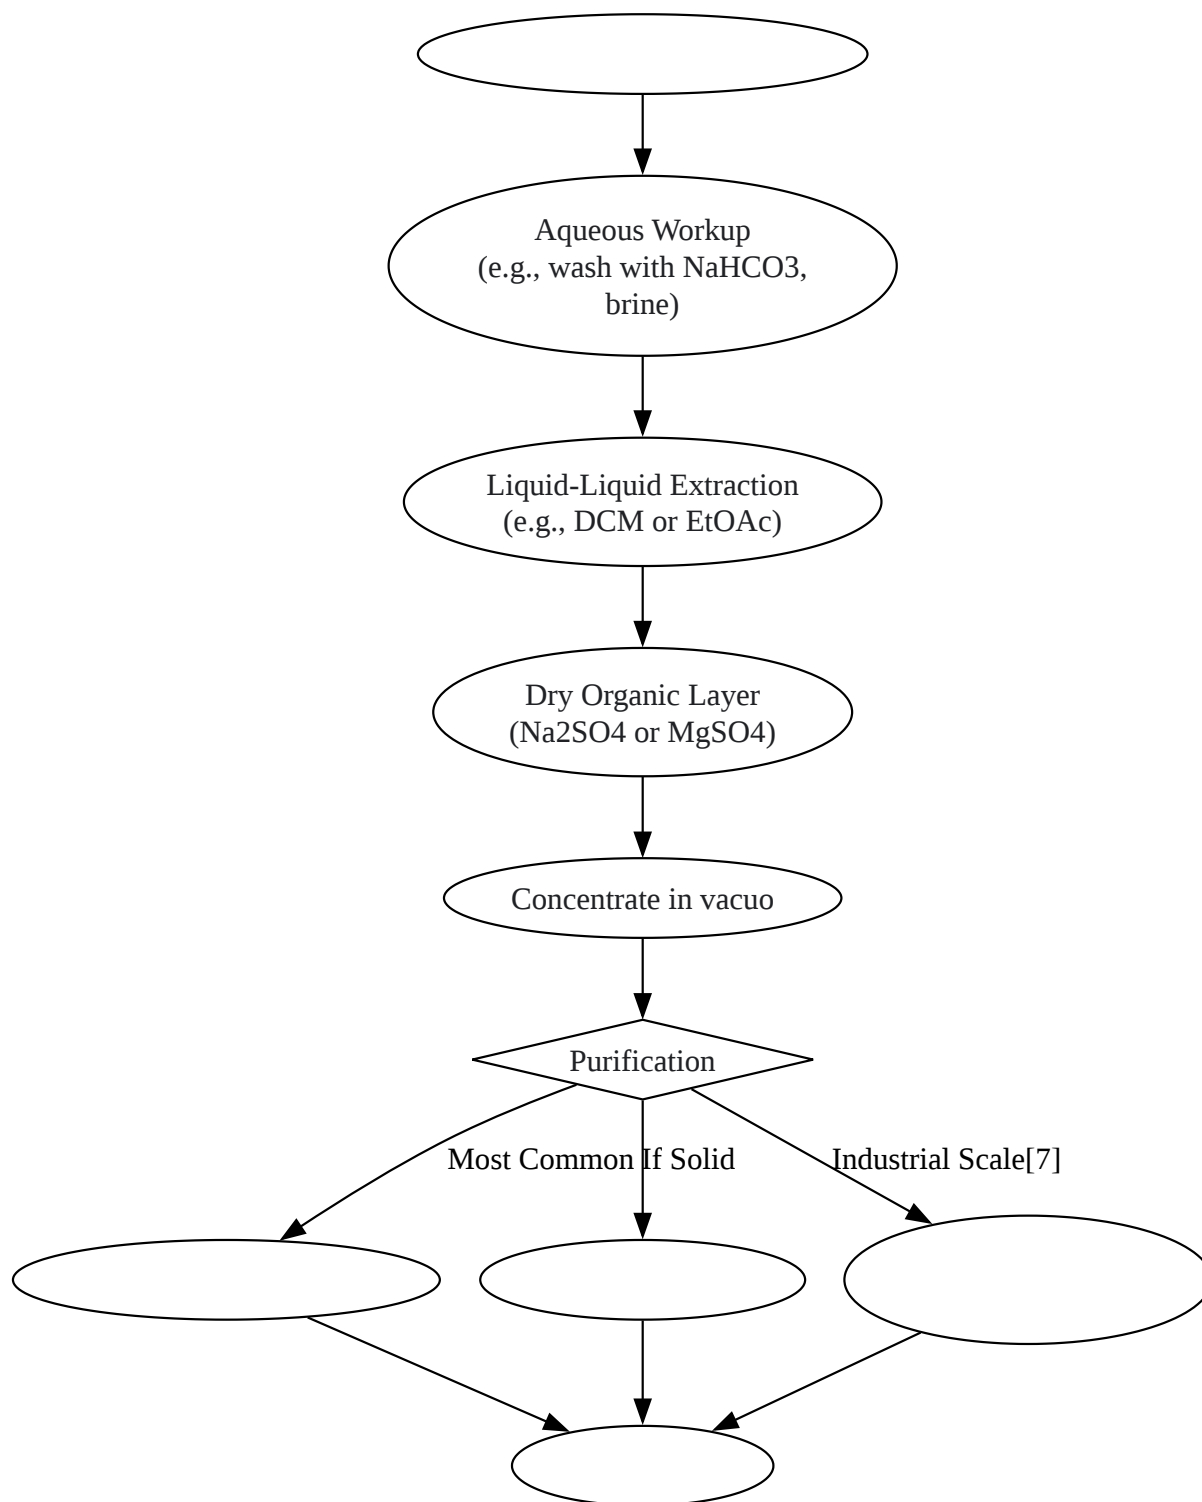 Aqueous Workup
(e.g., wash with NaHCO3,
brine)
Liquid-Liquid Extraction
(e.g., DCM or EtOAc)
Dry Organic Layer
(Na2SO4 or MgSO4)
Concentrate in vacuo
Purification
Most Common
If Solid
Industrial Scale[7]